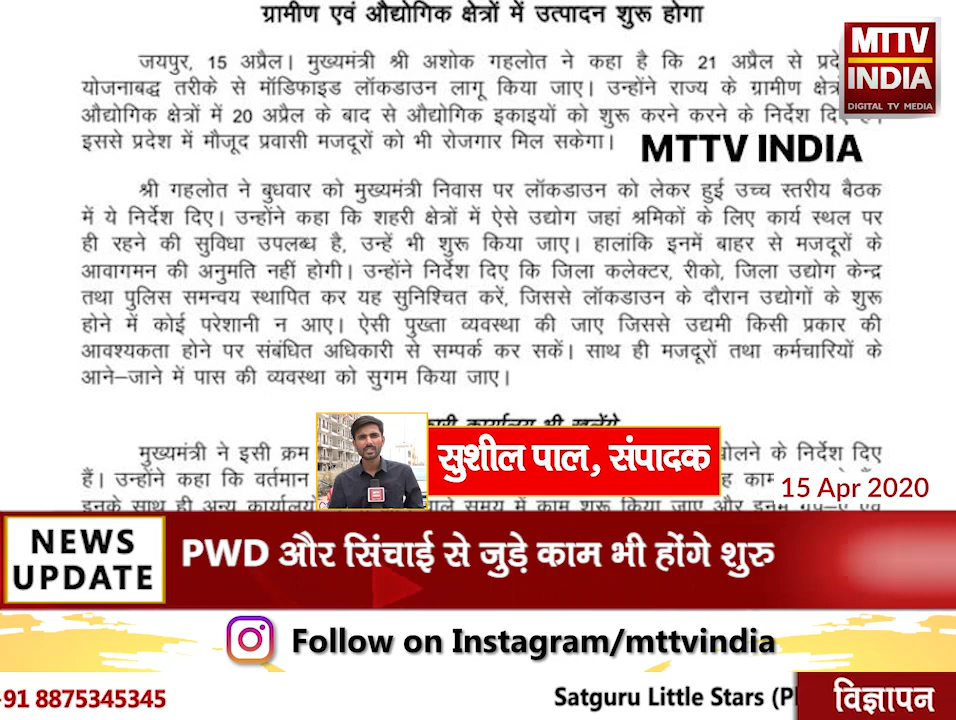 ग्रामीण एवं औद्योगिक क्षेत्रों में उत्पादन शुरू होगा
जयपुर, 15 अप्रैल। मुख्यमंत्री श्री अशोक गहलोत ने कहा है कि 21 अप्रैल से
योजनाबद्ध तरीके से मॉडिफाइड लॉकडाउन लागू किया जाए। उन्होंने राज्य के ग्रामीण
औद्योगिक क्षेत्रों में 20 अप्रैल के बाद से औद्योगिक इकाइयों को शुरू करने करने के निर्देश
इससे प्रदेश में मौजूद प्रवासी मजदूरों को भी रोजगार मिल सकेगा।
MTTV INDIA
DIGITAL TV MEDIA
MTTV INDIA
श्री गहलोत ने बुधवार को मुख्यमंत्री निवास पर लॉकडाउन को लेकर हुई उच्च स्तरीय बैठक
में ये निर्देश दिए। उन्होंने कहा कि शहरी क्षेत्रों में ऐसे उद्योग जहां श्रमिकों के लिए कार्य स्थल पर
ही रहने की सुविधा उपलब्ध है, उन्हें भी शुरू किया जाए। हालांकि इनमें बाहर से मजदूरों के
आवागमन की अनुमति नहीं होगी। उन्होंने निर्देश दिए कि जिला कलेक्टर, रीको, जिला उद्योग केन्द्र
तथा पुलिस समन्वय स्थापित कर यह सुनिश्चित करें, जिससे लॉकडाउन के दौरान उद्योगों के शुरू
होने में कोई परेशानी न आए। ऐसी पुख्ता व्यवस्था की जाए जिससे उद्यमी किसी प्रकार की
आवश्यकता होने पर संबंधित अधिकारी से सम्पर्क कर सकें। साथ ही मजदूरों तथा कर्मचारियों के
आने–जाने में पास की व्यवस्था को सुगम किया जाए।
कार्यालय भी खुलेंगे
मुख्यमंत्री ने इसी क्रम के निर्देश दिए
हैं। उन्होंने कहा कि वर्तमान
इनके साथ ही अन्य समय में काम शुरू किया जाए और इनमें
सुशील पाल, संपादक
15 Apr 2020
NEWS UPDATE
PWD और सिंचाई से जुड़े काम भी होंगे शुरु
Follow on Instagram/mttvindia
91 8875345345
Satguru Little Stars
विज्ञापन